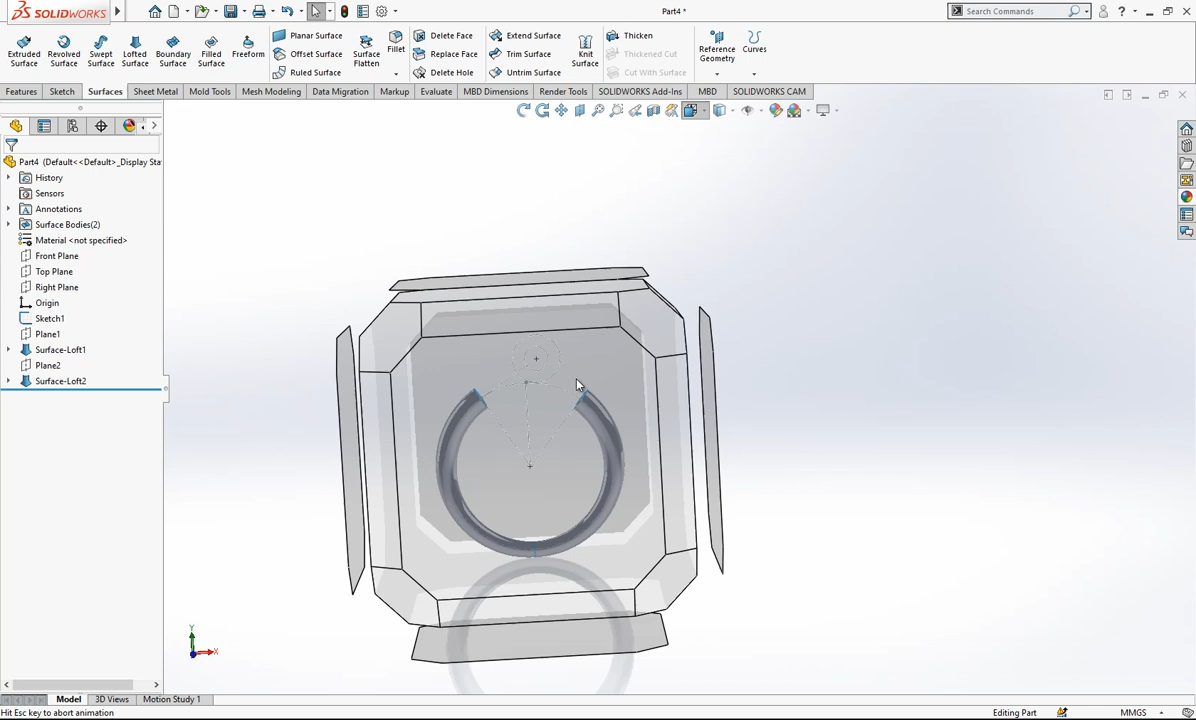 SOLIDWORKS
Part4 *
Search Commands
Extruded Surface
Revolved Surface
Swept Surface
Lofted Surface
Boundary Surface
Filled Surface
Freeform
Planar Surface
Offset Surface
Ruled Surface
Surface Flatten
Fillet
Delete Face
Replace Face
Delete Hole
Extend Surface
Trim Surface
Untrim Surface
Knit Surface
Thicken
Thickened Cut
Cut With Surface
Reference Geometry
Curves
Features
Sketch
Surfaces
Sheet Metal
Mold Tools
Mesh Modeling
Data Migration
Markup
Evaluate
MBD Dimensions
Render Tools
SOLIDWORKS Add-Ins
MBD
SOLIDWORKS CAM
Part4 (Default<<Default>_Display Sta
History
Sensors
Annotations
Surface Bodies(2)
Material <not specified>
Front Plane
Top Plane
Right Plane
Origin
Sketch1
Plane1
Surface-Loft1
Plane2
Surface-Loft2
Y
X
Model
3D Views
Motion Study 1
Hit Esc key to abort animation
Editing Part
MMGS